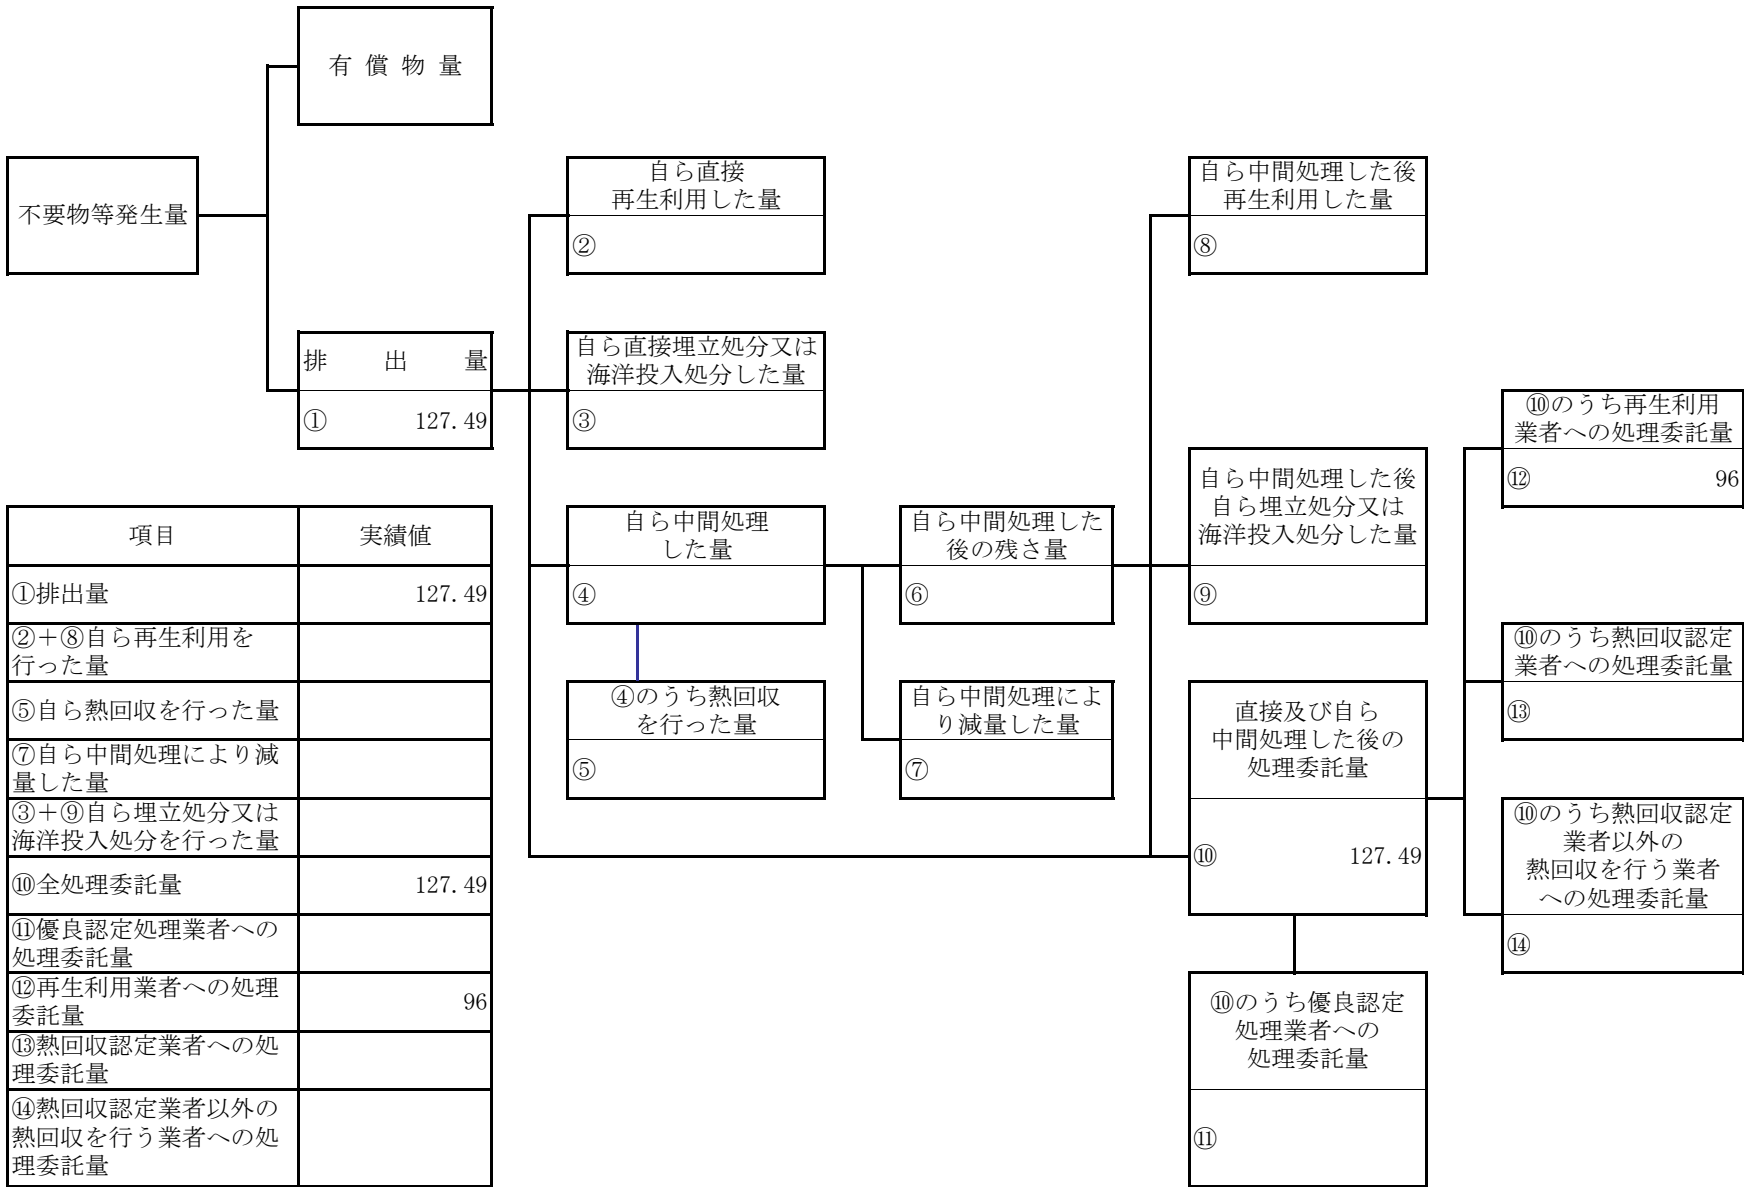 有 償 物 量
不要物等発生量
自ら直接
再生利用した量
②
自ら中間処理した後
再生利用した量
⑧
排 出 量
① 127.49
自ら直接埋立処分又は
海洋投入処分した量
③
⑩のうち再生利用
業者への処理委託量
⑫ 96
自ら中間処理
した量
④
自ら中間処理した
後の残さ量
⑥
自ら中間処理した後
自ら埋立処分又は
海洋投入処分した量
⑨
⑩のうち熱回収認定
業者への処理委託量
⑬
④のうち熱回収
を行った量
⑤
自ら中間処理によ
り減量した量
⑦
直接及び自ら
中間処理した後の
処理委託量
⑩ 127.49
⑩のうち熱回収認定
業者以外の
熱回収を行う業者
への処理委託量
⑭
⑩のうち優良認定
処理業者への
処理委託量
⑪
項目 実績値
①排出量 127.49
②＋⑧自ら再生利用を
行った量
⑤自ら熱回収を行った量
⑦自ら中間処理により減
量した量
③＋⑨自ら埋立処分又は
海洋投入処分を行った量
⑩全処理委託量 127.49
⑪優良認定処理業者への
処理委託量
⑫再生利用業者への処理
委託量 96
⑬熱回収認定業者への処
理委託量
⑭熱回収認定業者以外の
熱回収を行う業者への処
理委託量